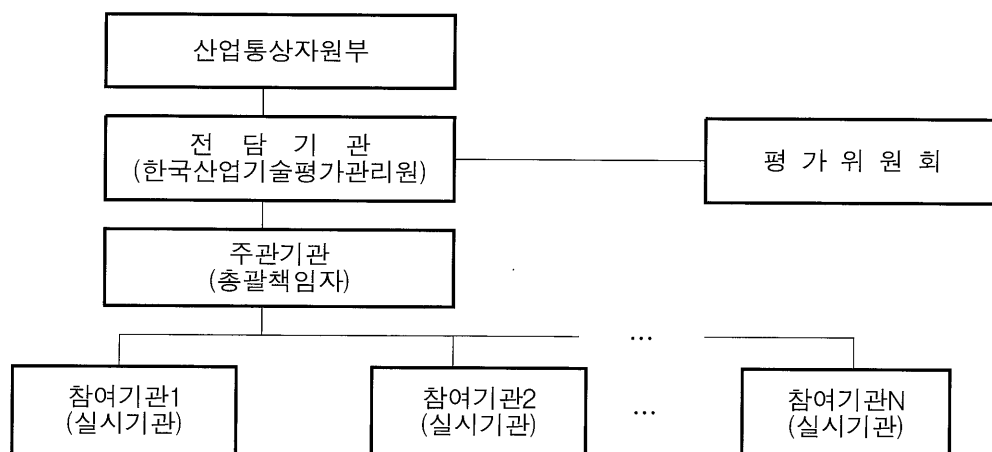 산업통상자원부
전 담 기 관
(한국산업기술평가관리원)
평 가 위 원 회
주관기관
(총괄책임자)
...
참여기관1
(실시기관)
참여기관2
(실시기관)
...
참여기관N
(실시기관)